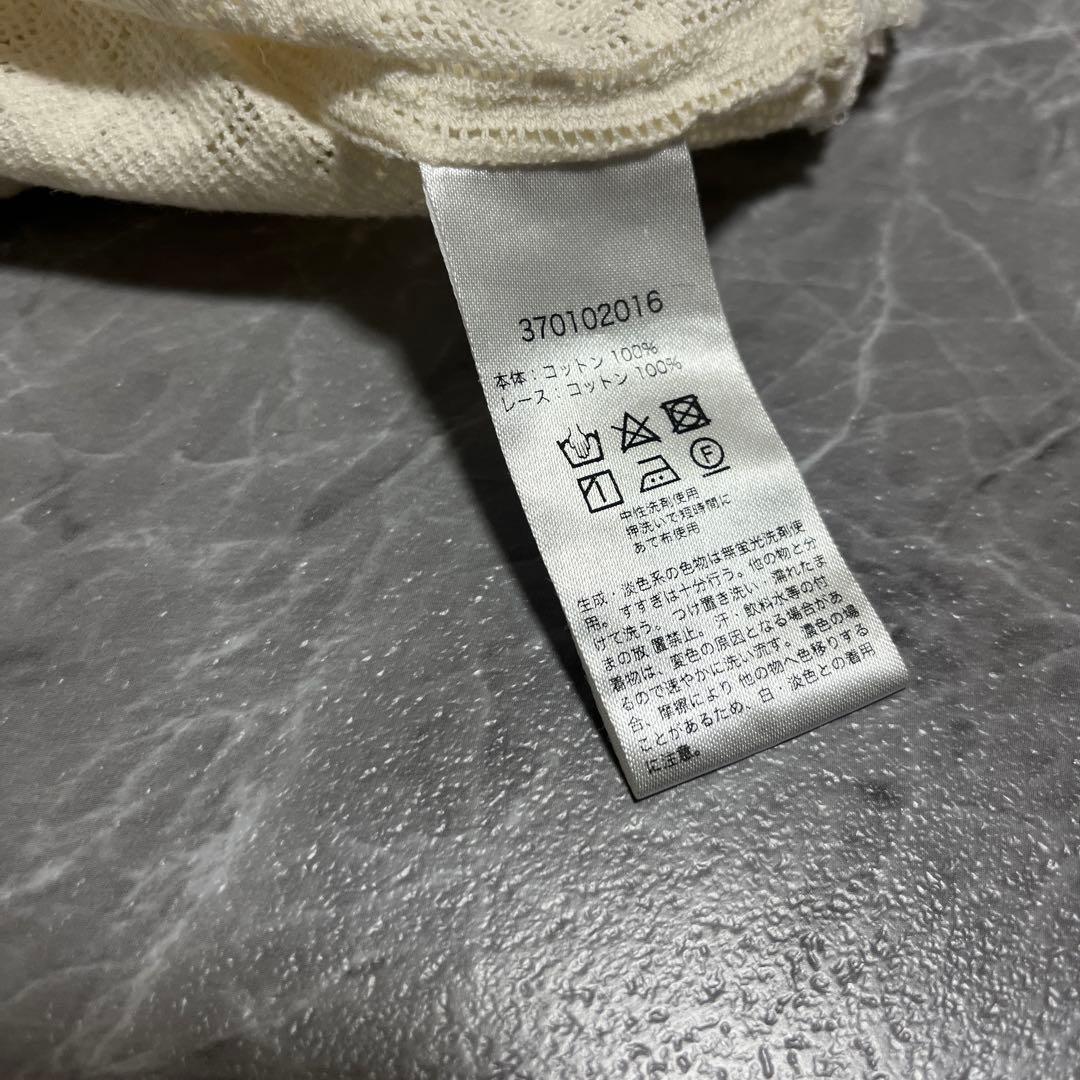 370102016
本体：コットン 100%
レース：コットン 100%
F
中性洗剤使用
押洗いで短時間に
あて布使用
生成・淡色系の色物は無蛍光洗剤使
用。すすぎは十分行う。他の物と分
けて洗う。つけ置き洗い、濡れたま
まの放置禁止。汗、飲料水等の付
着物は、変色の原因となる場合があ
るので速やかに洗い流す。濃色の場
合、摩擦により他の物へ色移りする
ことがあるため、白・淡色との着用
に注意。